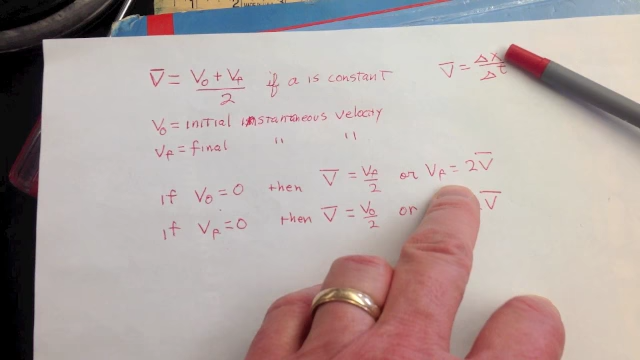 V̅ = V₀ + V_f / 2 if a is constant V̅ = ΔX / Δt
V₀ = initial instantaneous velocity
V_f = final " "
if V₀ = 0 then V̅ = V_f / 2 or V_f = 2V̅
if V_f = 0 then V̅ = V₀ / 2 or V̅